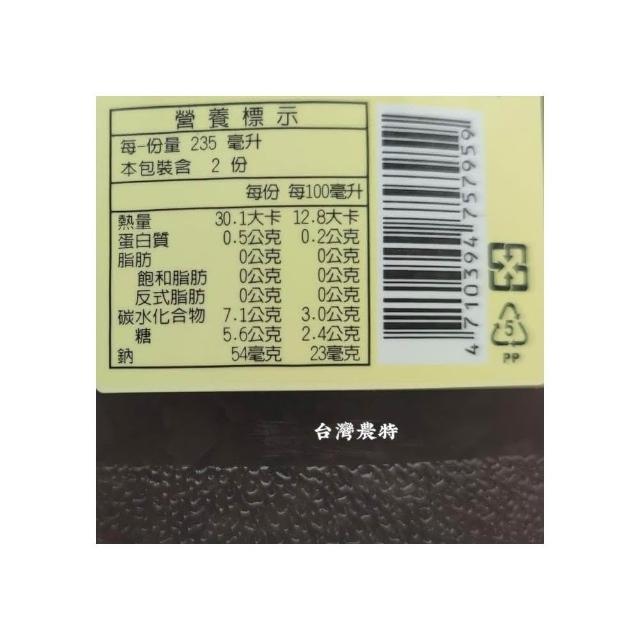 營養標示
每一份量 235 毫升
本包裝含 2 份
每份 每100毫升
熱量 30.1大卡 12.8大卡
蛋白質 0.5公克 0.2公克
脂肪 0公克 0公克
飽和脂肪 0公克 0公克
反式脂肪 0公克 0公克
碳水化合物 7.1公克 3.0公克
糖 5.6公克 2.4公克
鈉 54毫克 23毫克
4 710394 757959
5
PP
台灣農特